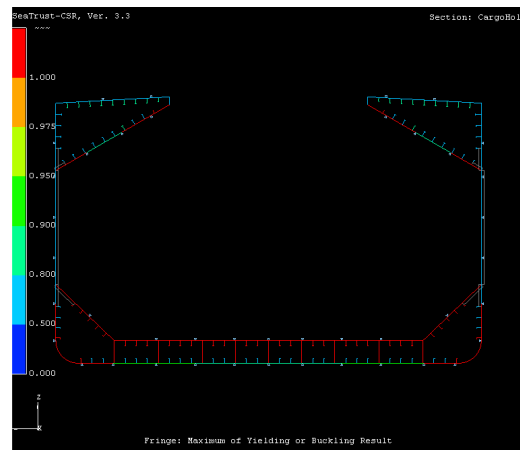 SeaTrust-CSR, Ver. 3.3
Section: CargoHol
1.000
0.975
0.950
0.900
0.800
0.500
0.000
Z
X
Fringe: Maximum of Yielding or Buckling Result